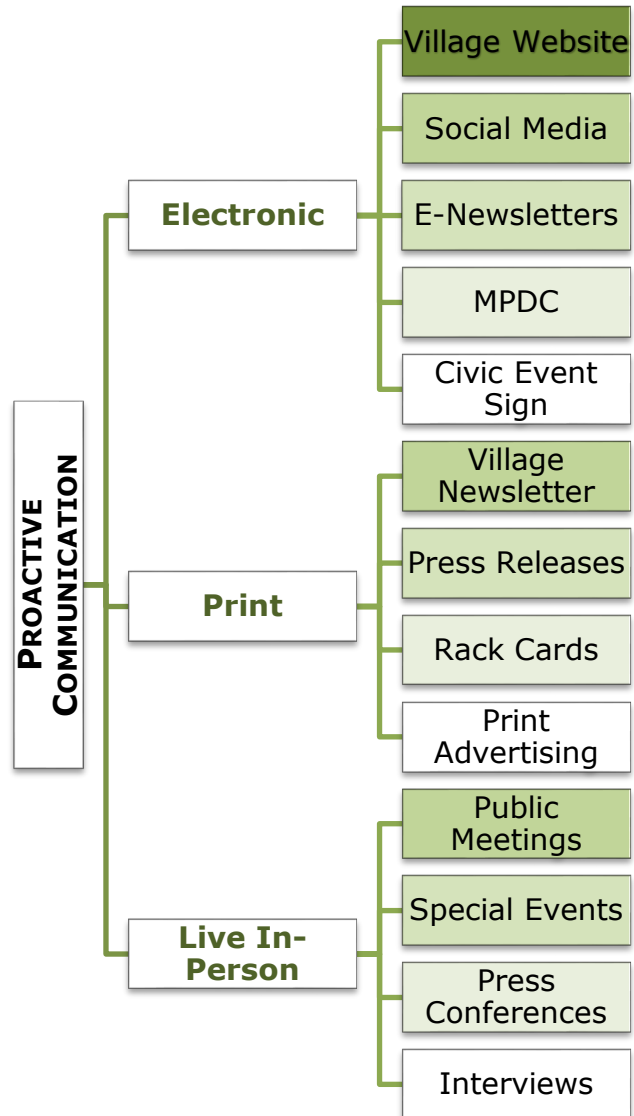 PROACTIVE
COMMUNICATION
Electronic
Village Website
Social Media
E-Newsletters
MPDC
Civic Event
Sign
Print
Village
Newsletter
Press Releases
Rack Cards
Print
Advertising
Live In-
Person
Public
Meetings
Special Events
Press
Conferences
Interviews